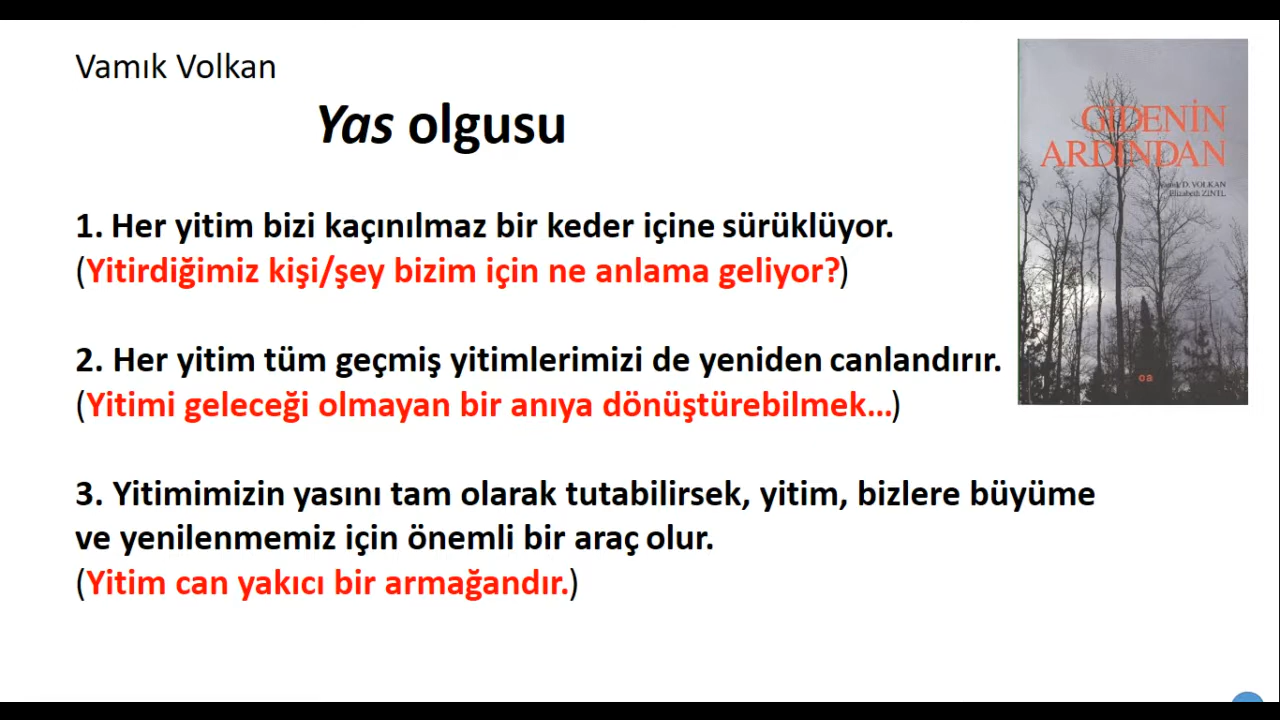 Vamık Volkan
Yas olgusu
GİDENİN
ARDINDAN
Vamık D. VOLKAN
Elizabeth ZINTL
1. Her yitim bizi kaçınılmaz bir keder içine sürüklüyor.
(Yitirdiğimiz kişi/şey bizim için ne anlama geliyor?)
2. Her yitim tüm geçmiş yitimlerimizi de yeniden canlandırır.
(Yitimi geleceği olmayan bir anıya dönüştürebilmek...)
oa
3. Yitimimizin yasını tam olarak tutabilirsek, yitim, bizlere büyüme
ve yenilenmemiz için önemli bir araç olur.
(Yitim can yakıcı bir armağandır.)